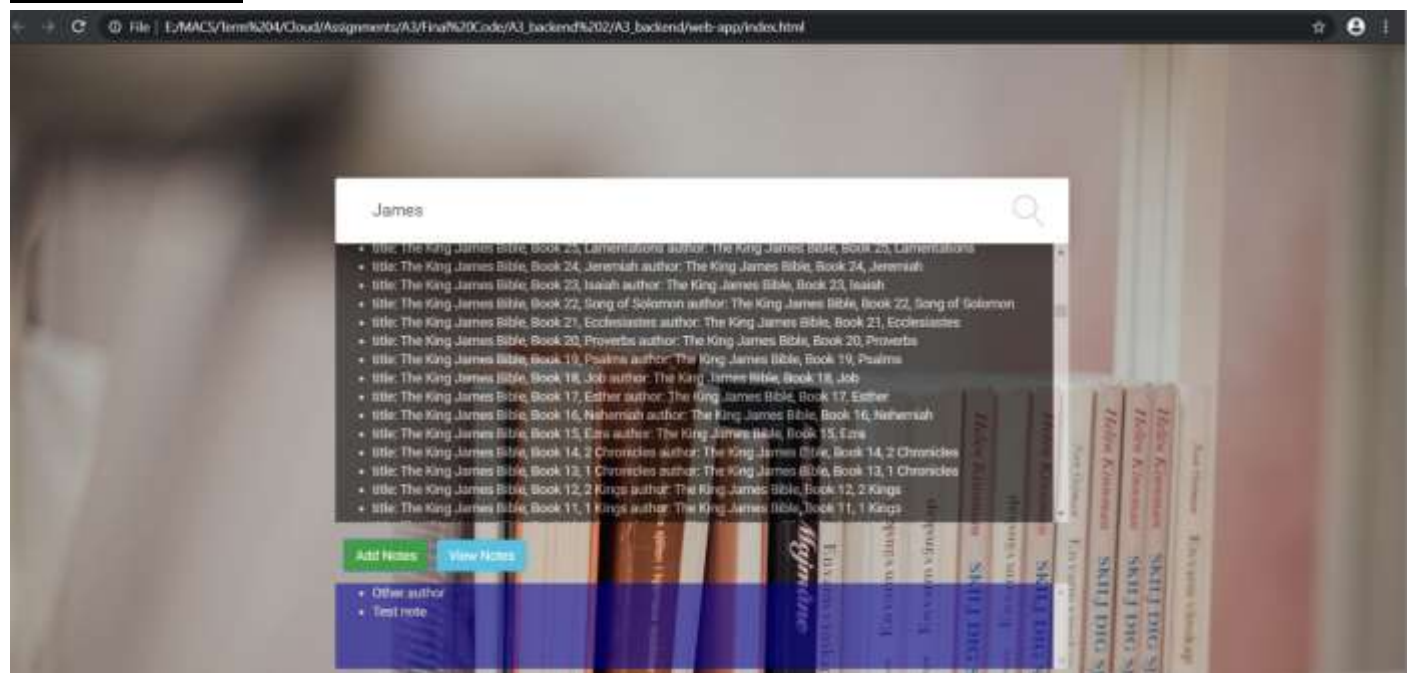 File | E:/MACS/Term%204/Cloud/Assignments/A3/Final%20Code/A3_backend%202/A3_backend/web-app/index.html
James
• title: The King James Bible, Book 25, Lamentations author: The King James Bible, Book 25, Lamentations
• title: The King James Bible, Book 24, Jeremiah author: The King James Bible, Book 24, Jeremiah
• title: The King James Bible, Book 23, Isaiah author: The King James Bible, Book 23, Isaiah
• title: The King James Bible, Book 22, Song of Solomon author: The King James Bible, Book 22, Song of Solomon
• title: The King James Bible, Book 21, Ecclesiastes author: The King James Bible, Book 21, Ecclesiastes
• title: The King James Bible, Book 20, Proverbs author: The King James Bible, Book 20, Proverbs
• title: The King James Bible, Book 19, Psalms author: The King James Bible, Book 19, Psalms
• title: The King James Bible, Book 18, Job author: The King James Bible, Book 18, Job
• title: The King James Bible, Book 17, Esther author: The King James Bible, Book 17, Esther
• title: The King James Bible, Book 16, Nehemiah author: The King James Bible, Book 16, Nehemiah
• title: The King James Bible, Book 15, Ezra author: The King James Bible, Book 15, Ezra
• title: The King James Bible, Book 14, 2 Chronicles author: The King James Bible, Book 14, 2 Chronicles
• title: The King James Bible, Book 13, 1 Chronicles author: The King James Bible, Book 13, 1 Chronicles
• title: The King James Bible, Book 12, 2 Kings author: The King James Bible, Book 12, 2 Kings
• title: The King James Bible, Book 11, 1 Kings author: The King James Bible, Book 11, 1 Kings
Add Notes
View Notes
• Other author
• Test note